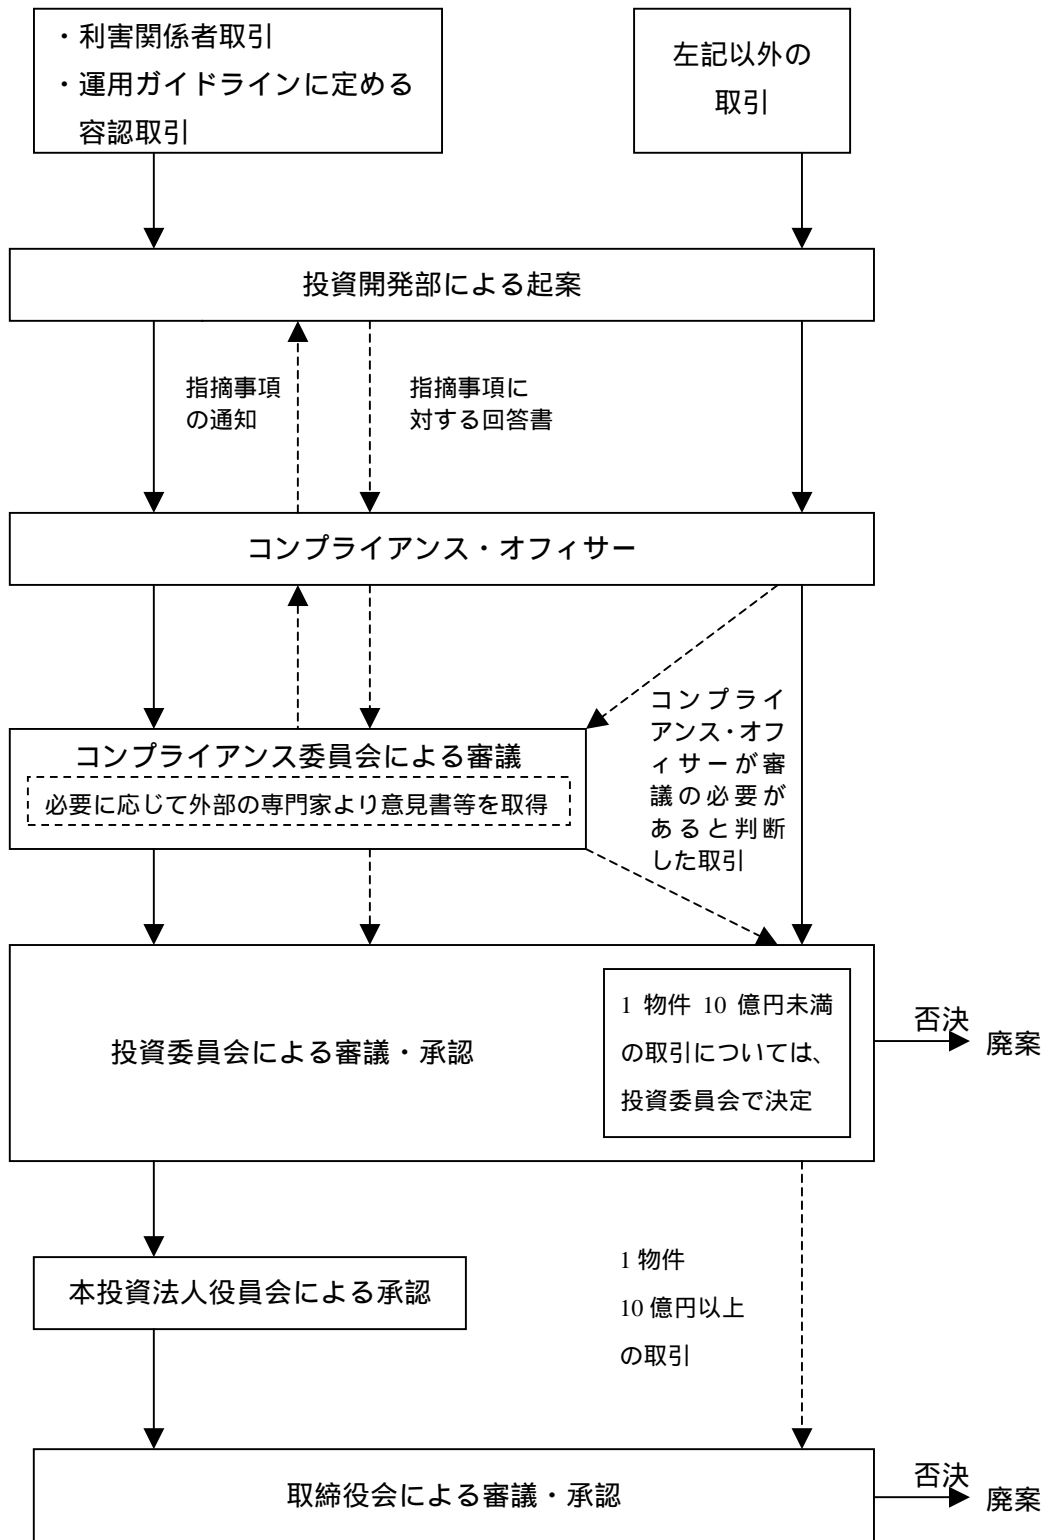 ・利害関係者取引
・運用ガイドラインに定める
容認取引
左記以外の
取引
投資開発部による起案
指摘事項
の通知
指摘事項に
対する回答書
コンプライアンス・オフィサー
コンプライアンス委員会による審議
必要に応じて外部の専門家より意見書等を取得
コンプライ
アンス・オフ
ィサーが審
議の必要が
あると判断
した取引
投資委員会による審議・承認
1 物件 10 億円未満
の取引については、
投資委員会で決定
否決
廃案
本投資法人役員会による承認
1 物件
10 億円以上
の取引
取締役会による審議・承認
否決
廃案